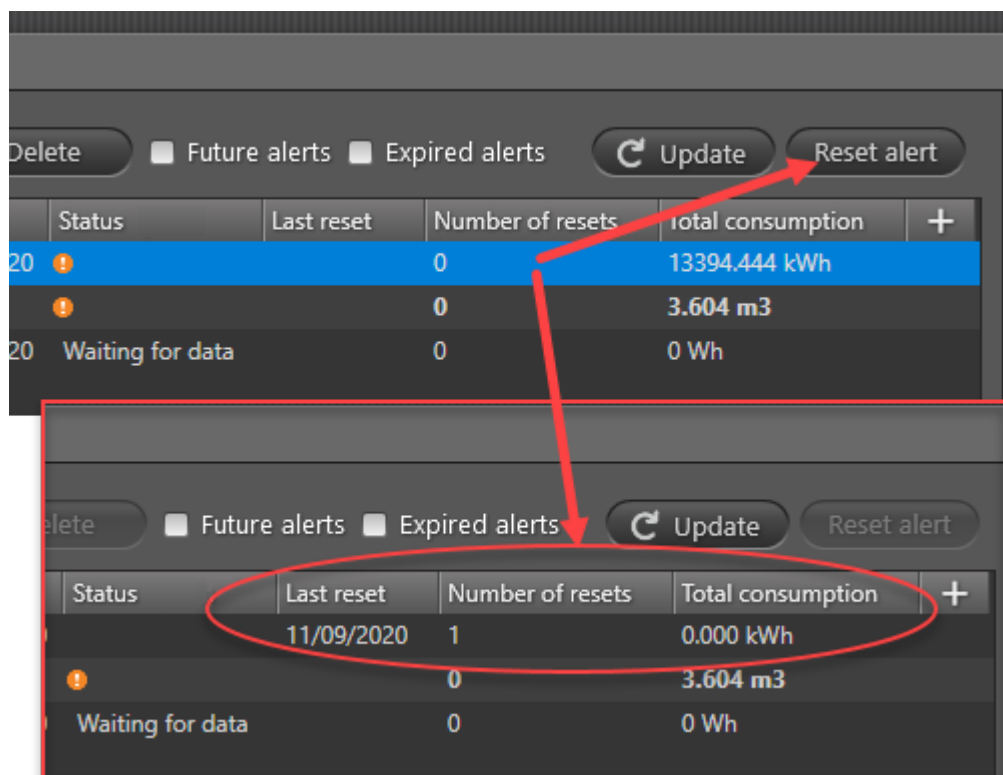 Delete Future alerts Expired alerts Update Reset alert
Status Last reset Number of resets Total consumption +
20 0 13394.444 kWh
0 3.604 m3
20 Waiting for data 0 0 Wh
elete Future alerts Expired alerts Update Reset alert
Status Last reset Number of resets Total consumption +
11/09/2020 1 0.000 kWh
0 3.604 m3
Waiting for data 0 0 Wh